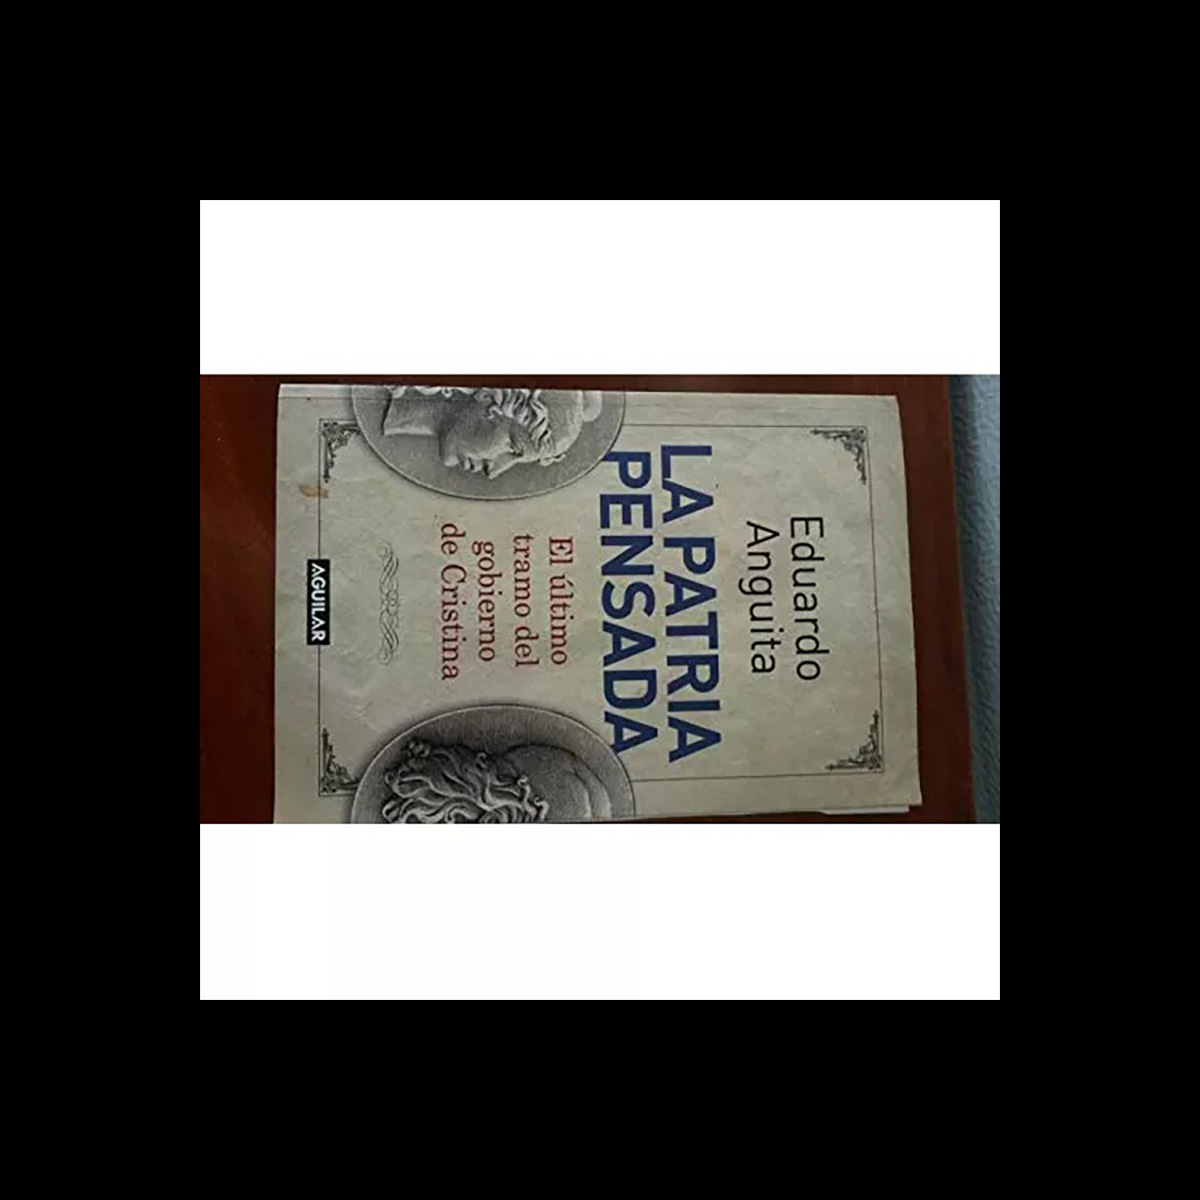 Eduardo
Anguita
LA PATRIA
PENSADA
El último
tramo del
gobierno
de Cristina
AGUILAR